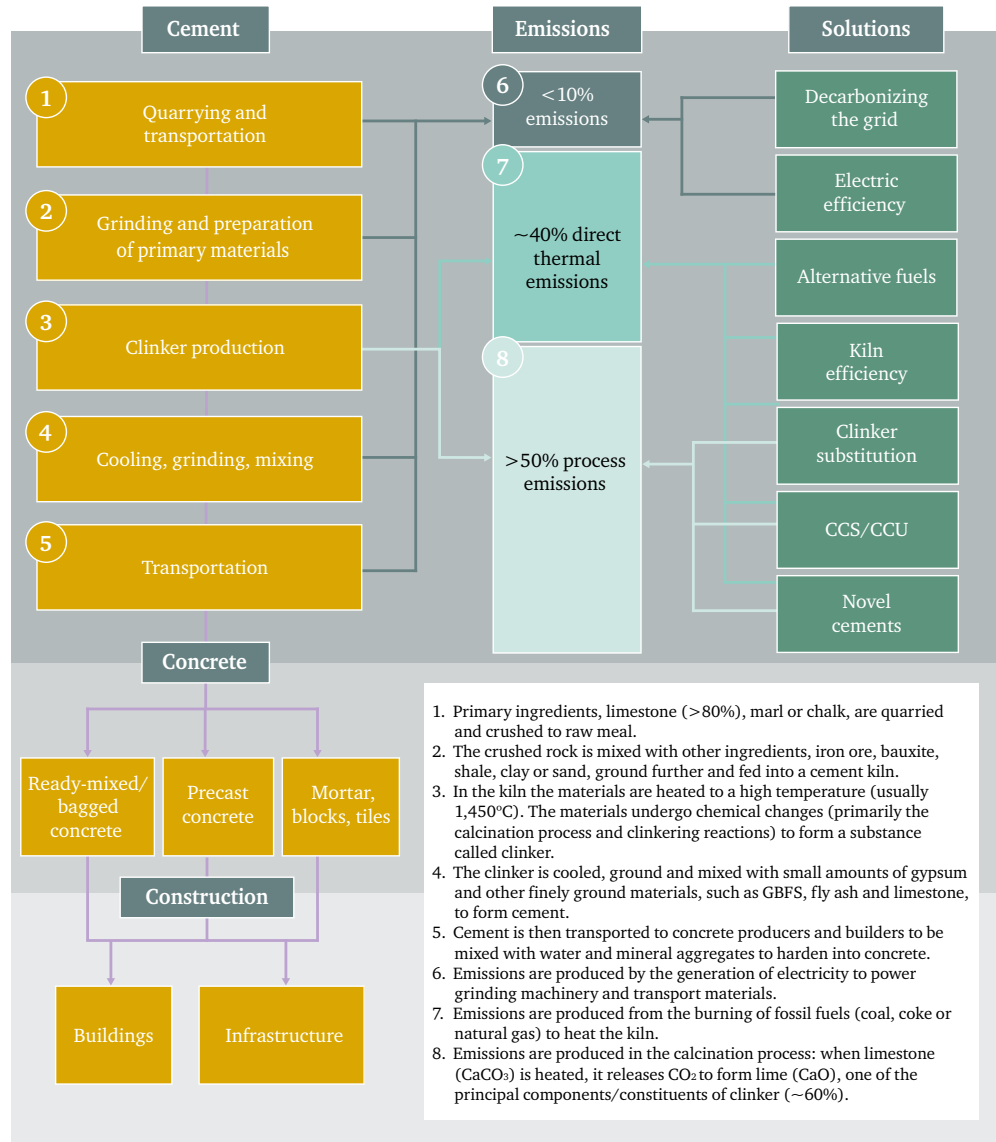 Cement
Emissions
Solutions
1
Quarrying and
transportation
2
Grinding and preparation
of primary materials
3
Clinker production
4
Cooling, grinding, mixing
5
Transportation
6
<10%
emissions
7
~40% direct
thermal
emissions
8
>50% process
emissions
Decarbonizing
the grid
Electric
efficiency
Alternative fuels
Kiln
efficiency
Clinker
substitution
CCS/CCU
Novel
cements
Concrete
Ready-mixed/
bagged
concrete
Precast
concrete
Mortar,
blocks, tiles
Construction
Buildings
Infrastructure
1. Primary ingredients, limestone (>80%), marl or chalk, are quarried
and crushed to raw meal.
2. The crushed rock is mixed with other ingredients, iron ore, bauxite,
shale, clay or sand, ground further and fed into a cement kiln.
3. In the kiln the materials are heated to a high temperature (usually
1,450°C). The materials undergo chemical changes (primarily the
calcination process and clinkering reactions) to form a substance
called clinker.
4. The clinker is cooled, ground and mixed with small amounts of gypsum
and other finely ground materials, such as GBFS, fly ash and limestone,
to form cement.
5. Cement is then transported to concrete producers and builders to be
mixed with water and mineral aggregates to harden into concrete.
6. Emissions are produced by the generation of electricity to power
grinding machinery and transport materials.
7. Emissions are produced from the burning of fossil fuels (coal, coke or
natural gas) to heat the kiln.
8. Emissions are produced in the calcination process: when limestone
(CaCO₃) is heated, it releases CO₂ to form lime (CaO), one of the
principal components/constituents of clinker (~60%).